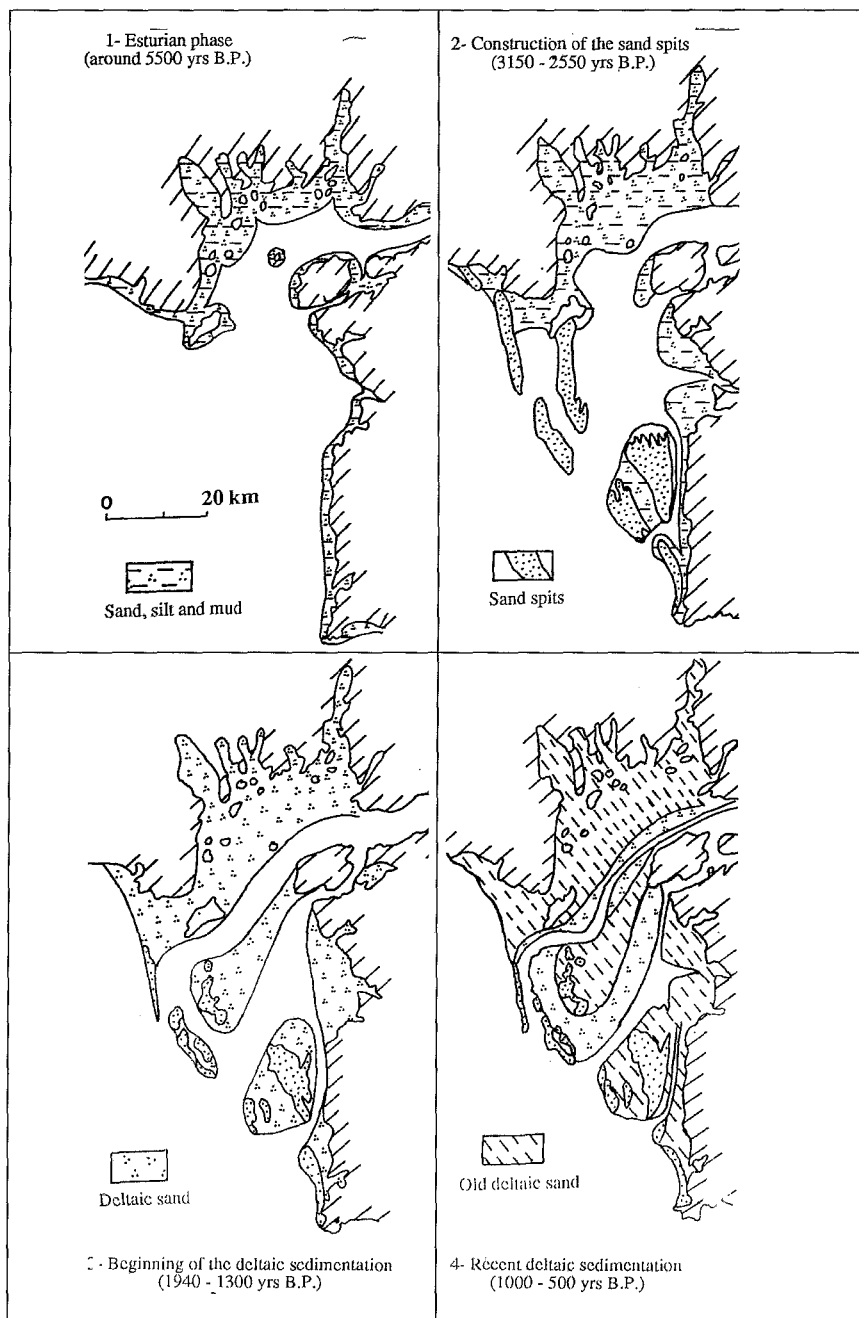 1- Esturian phase
(around 5500 yrs B.P.)
0 20 km
Sand, silt and mud
2- Construction of the sand spits
(3150 - 2550 yrs B.P.)
Sand spits
Deltaic sand
- Beginning of the deltaic sedimentation
(1940 - 1300 yrs B.P.)
Old deltaic sand
4- Recent deltaic sedimentation
(1000 - 500 yrs B.P.)